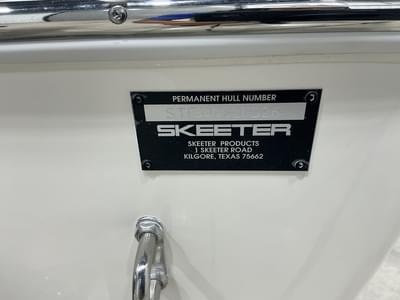 PERMANENT HULL NUMBER
SKEETER
SKEETER PRODUCTS
1 SKEETER ROAD
KILGORE, TEXAS 75662